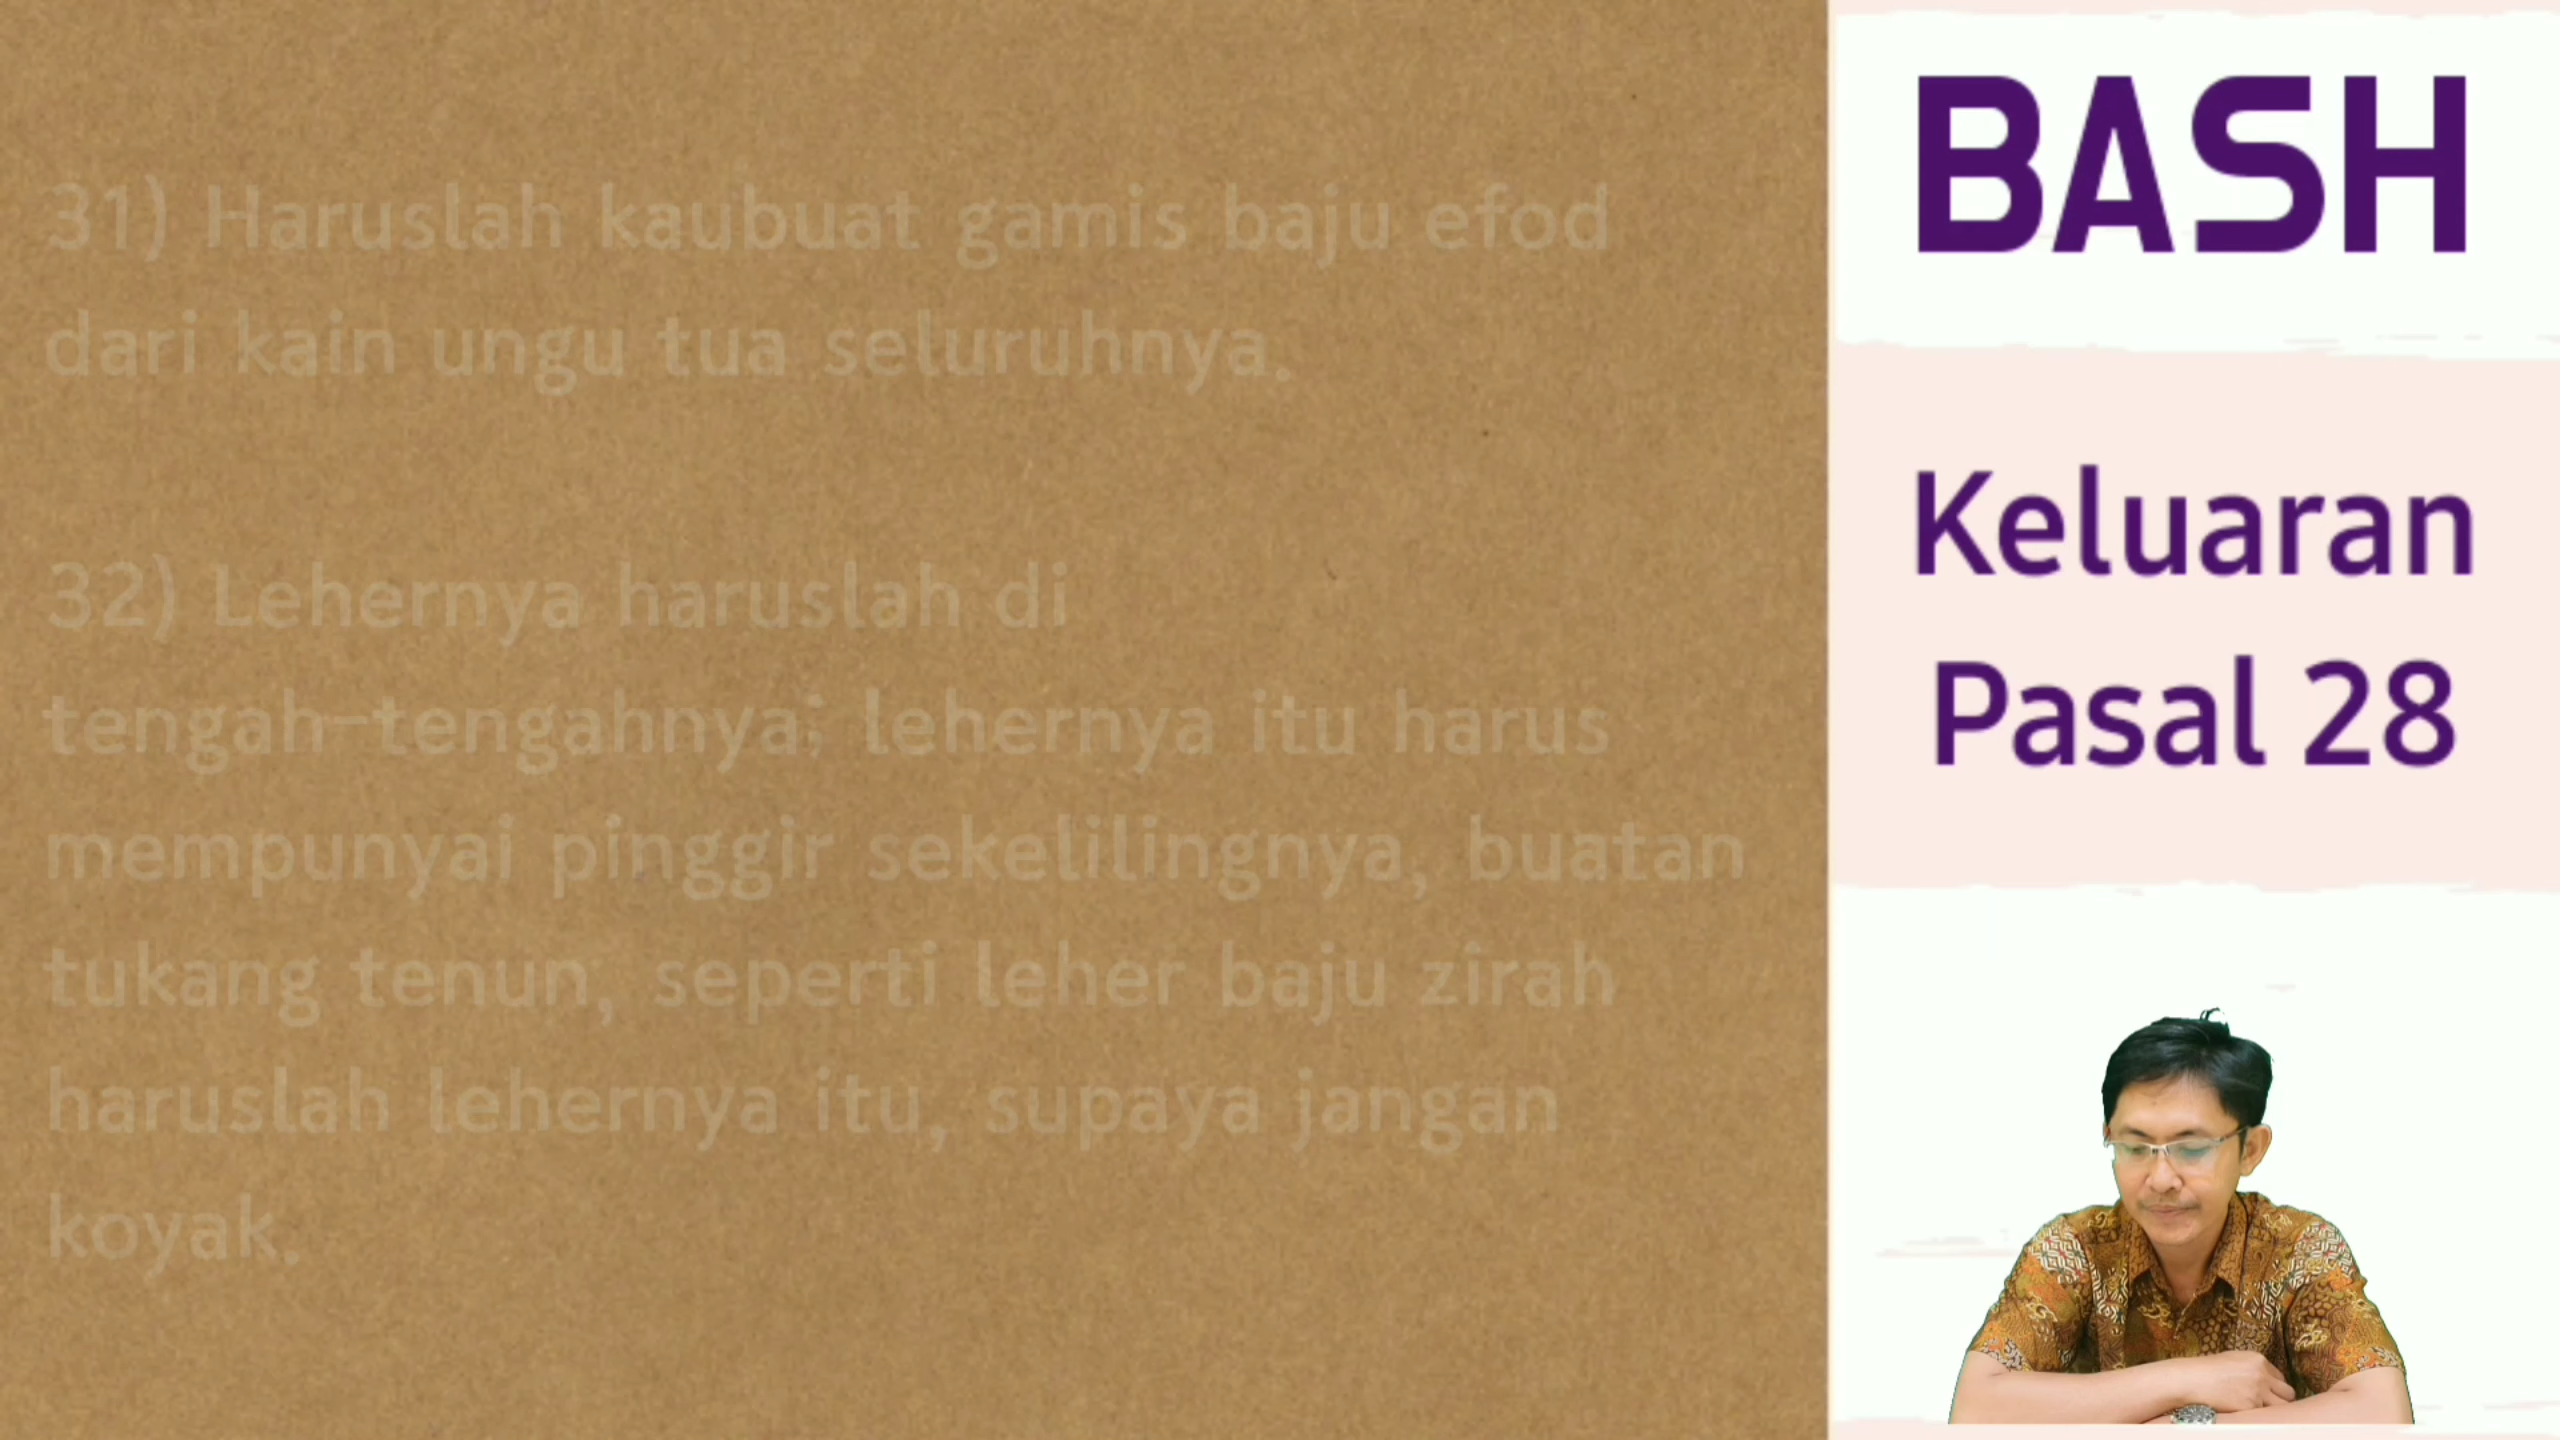 31) Haruslah kaubuat gamis baju efod
dari kain ungu tua seluruhnya.
32) Lehernya haruslah di
tengah-tengahnya; lehernya itu harus
mempunyai pinggir sekelilingnya, buatan
tukang tenun, seperti leher baju zirah
haruslah lehernya itu, supaya jangan
koyak.
BASH
Keluaran
Pasal 28